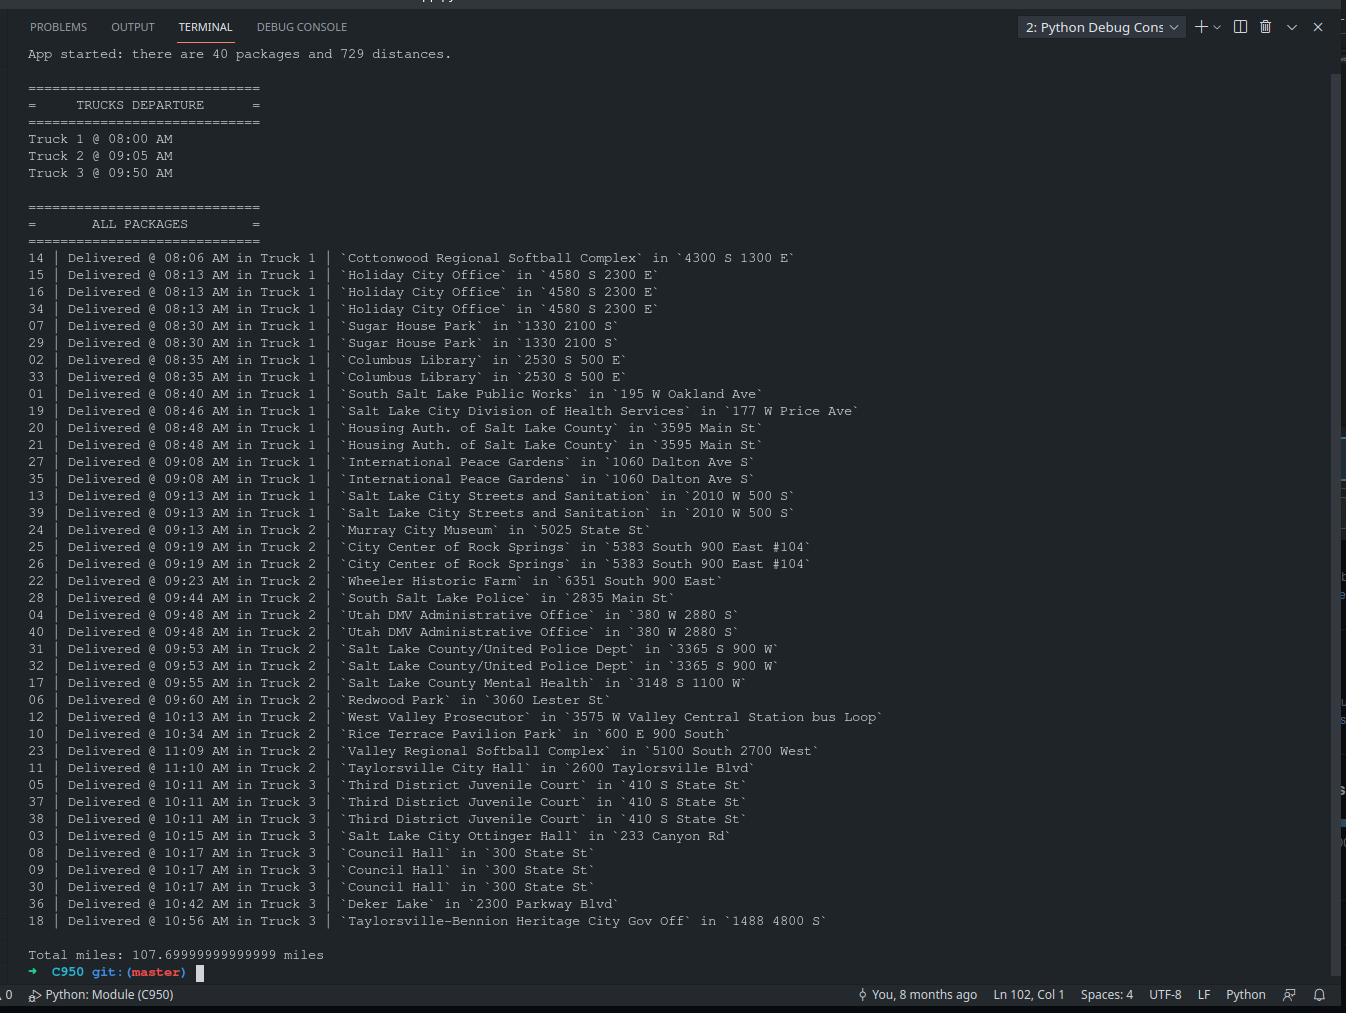 PROBLEMS OUTPUT TERMINAL DEBUG CONSOLE 2: Python Debug Cons
App started: there are 40 packages and 729 distances.
=============================
= TRUCKS DEPARTURE =
=============================
Truck 1 @ 08:00 AM
Truck 2 @ 09:05 AM
Truck 3 @ 09:50 AM
=============================
= ALL PACKAGES =
=============================
14 | Delivered @ 08:06 AM in Truck 1 | `Cottonwood Regional Softball Complex` in `4300 S 1300 E`
15 | Delivered @ 08:13 AM in Truck 1 | `Holiday City Office` in `4580 S 2300 E`
16 | Delivered @ 08:13 AM in Truck 1 | `Holiday City Office` in `4580 S 2300 E`
34 | Delivered @ 08:13 AM in Truck 1 | `Holiday City Office` in `4580 S 2300 E`
07 | Delivered @ 08:30 AM in Truck 1 | `Sugar House Park` in `1330 2100 S`
29 | Delivered @ 08:30 AM in Truck 1 | `Sugar House Park` in `1330 2100 S`
02 | Delivered @ 08:35 AM in Truck 1 | `Columbus Library` in `2530 S 500 E`
33 | Delivered @ 08:35 AM in Truck 1 | `Columbus Library` in `2530 S 500 E`
01 | Delivered @ 08:40 AM in Truck 1 | `South Salt Lake Public Works` in `195 W Oakland Ave`
19 | Delivered @ 08:46 AM in Truck 1 | `Salt Lake City Division of Health Services` in `177 W Price Ave`
20 | Delivered @ 08:48 AM in Truck 1 | `Housing Auth. of Salt Lake County` in `3595 Main St`
21 | Delivered @ 08:48 AM in Truck 1 | `Housing Auth. of Salt Lake County` in `3595 Main St`
27 | Delivered @ 09:08 AM in Truck 1 | `International Peace Gardens` in `1060 Dalton Ave S`
35 | Delivered @ 09:08 AM in Truck 1 | `International Peace Gardens` in `1060 Dalton Ave S`
13 | Delivered @ 09:13 AM in Truck 1 | `Salt Lake City Streets and Sanitation` in `2010 W 500 S`
39 | Delivered @ 09:13 AM in Truck 1 | `Salt Lake City Streets and Sanitation` in `2010 W 500 S`
24 | Delivered @ 09:13 AM in Truck 2 | `Murray City Museum` in `5025 State St`
25 | Delivered @ 09:19 AM in Truck 2 | `City Center of Rock Springs` in `5383 South 900 East #104`
26 | Delivered @ 09:19 AM in Truck 2 | `City Center of Rock Springs` in `5383 South 900 East #104`
22 | Delivered @ 09:23 AM in Truck 2 | `Wheeler Historic Farm` in `6351 South 900 East`
28 | Delivered @ 09:44 AM in Truck 2 | `South Salt Lake Police` in `2835 Main St`
04 | Delivered @ 09:48 AM in Truck 2 | `Utah DMV Administrative Office` in `380 W 2880 S`
40 | Delivered @ 09:48 AM in Truck 2 | `Utah DMV Administrative Office` in `380 W 2880 S`
31 | Delivered @ 09:53 AM in Truck 2 | `Salt Lake County/United Police Dept` in `3365 S 900 W`
32 | Delivered @ 09:53 AM in Truck 2 | `Salt Lake County/United Police Dept` in `3365 S 900 W`
17 | Delivered @ 09:55 AM in Truck 2 | `Salt Lake County Mental Health` in `3148 S 1100 W`
06 | Delivered @ 09:60 AM in Truck 2 | `Redwood Park` in `3060 Lester St`
12 | Delivered @ 10:13 AM in Truck 2 | `West Valley Prosecutor` in `3575 W Valley Central Station bus Loop`
10 | Delivered @ 10:34 AM in Truck 2 | `Rice Terrace Pavilion Park` in `600 E 900 South`
23 | Delivered @ 11:09 AM in Truck 2 | `Valley Regional Softball Complex` in `5100 South 2700 West`
11 | Delivered @ 11:10 AM in Truck 2 | `Taylorsville City Hall` in `2600 Taylorsville Blvd`
05 | Delivered @ 10:11 AM in Truck 3 | `Third District Juvenile Court` in `410 S State St`
37 | Delivered @ 10:11 AM in Truck 3 | `Third District Juvenile Court` in `410 S State St`
38 | Delivered @ 10:11 AM in Truck 3 | `Third District Juvenile Court` in `410 S State St`
03 | Delivered @ 10:15 AM in Truck 3 | `Salt Lake City Ottinger Hall` in `233 Canyon Rd`
08 | Delivered @ 10:17 AM in Truck 3 | `Council Hall` in `300 State St`
09 | Delivered @ 10:17 AM in Truck 3 | `Council Hall` in `300 State St`
30 | Delivered @ 10:17 AM in Truck 3 | `Council Hall` in `300 State St`
36 | Delivered @ 10:42 AM in Truck 3 | `Deker Lake` in `2300 Parkway Blvd`
18 | Delivered @ 10:56 AM in Truck 3 | `Taylorsville-Bennion Heritage City Gov Off` in `1488 4800 S`
Total miles: 107.69999999999999 miles
➜ C950 git:(master)
0 Python: Module (C950) You, 8 months ago Ln 102, Col 1 Spaces: 4 UTF-8 LF Python